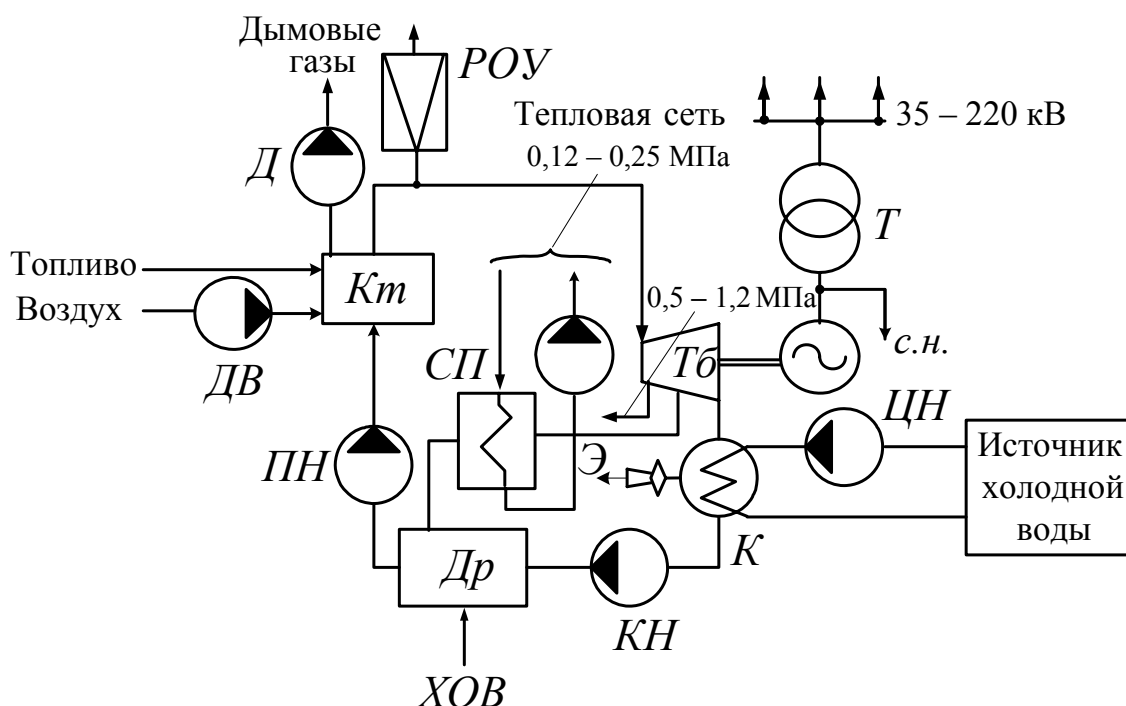 Дымовые
газы
РОУ
Тепловая сеть
0,12 – 0,25 МПа
35 – 220 кВ
Д
Т
Топливо
Воздух
Кт
0,5 – 1,2 МПа
с.н.
ДВ
СП
Тб
ЦН
ПН
Э
Источник
холодной
воды
К
Др
КН
ХОВ